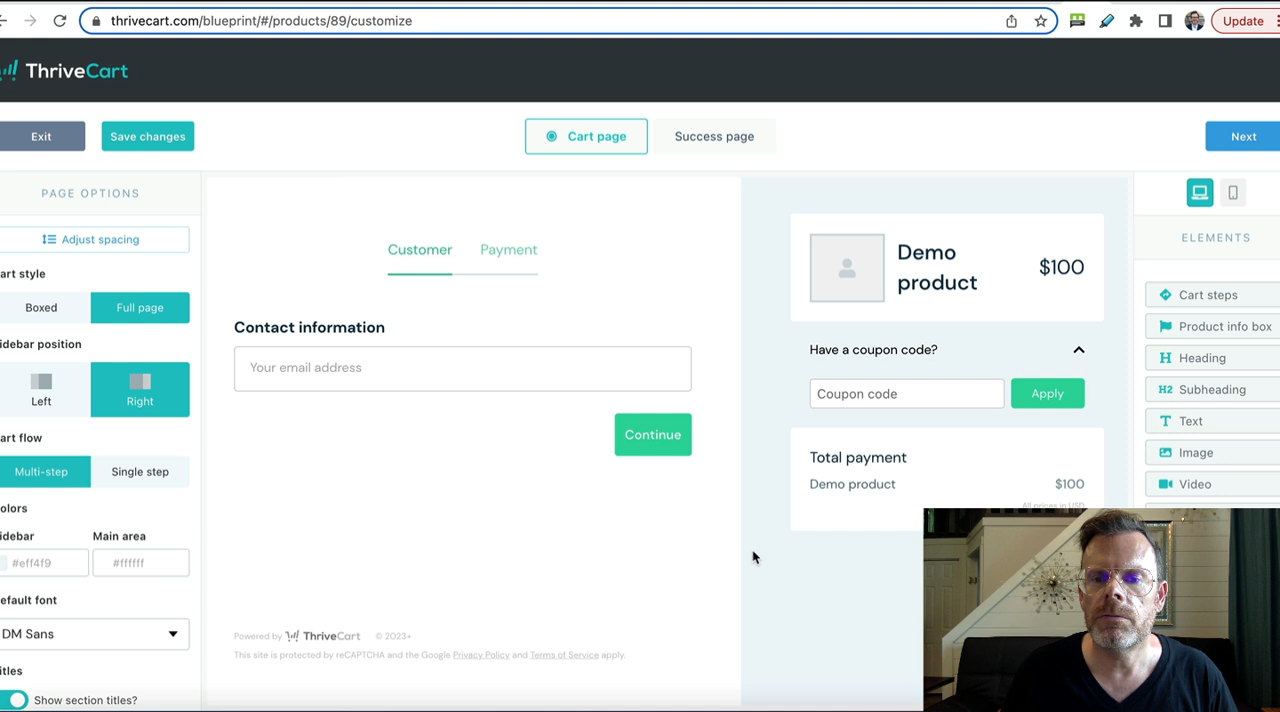 thrivecart.com/blueprint/#/products/89/customize
Update
ThriveCart
Exit
Save changes
Cart page
Success page
Next
PAGE OPTIONS
Adjust spacing
art style
Boxed
Full page
idebar position
Left
Right
art flow
Multi-step
Single step
olors
idebar
Main area
#eff4f9
#ffffff
efault font
DM Sans
itles
Show section titles?
Customer
Payment
Contact information
Your email address
Continue
Powered by ThriveCart © 2023+
This site is protected by reCAPTCHA and the Google Privacy Policy and Terms of Service apply.
Demo
product
$100
Have a coupon code?
Coupon code
Apply
Total payment
Demo product
$100
All prices in USD
ELEMENTS
Cart steps
Product info box
H Heading
H2 Subheading
T Text
Image
Video